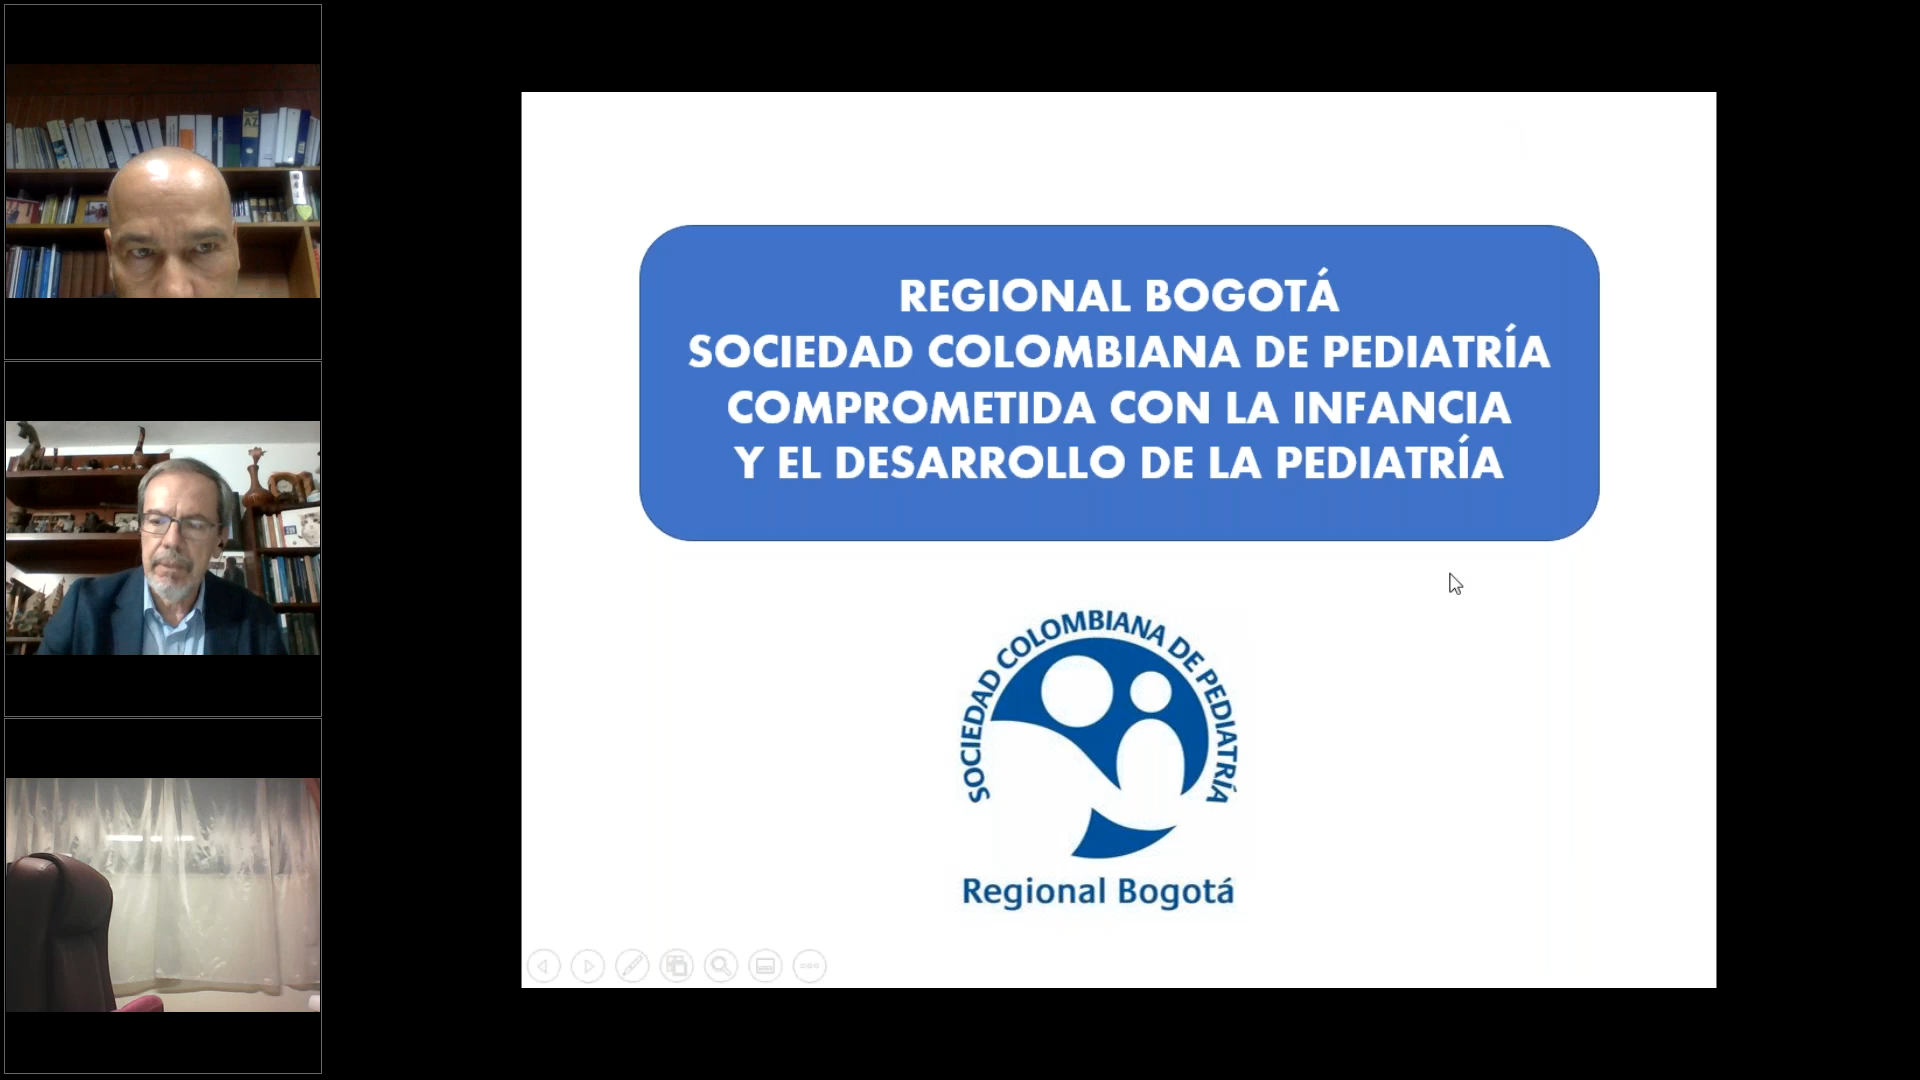 AZ
REGIONAL BOGOTÁ
SOCIEDAD COLOMBIANA DE PEDIATRÍA
COMPROMETIDA CON LA INFANCIA
Y EL DESARROLLO DE LA PEDIATRÍA
SOCIEDAD COLOMBIANA DE PEDIATRÍA
Regional Bogotá